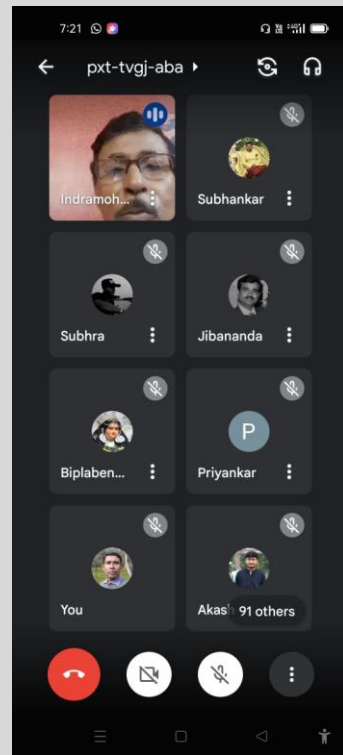 7:21
pxt-tvgj-aba
Indramoh...
Subhankar
Subhra
Jibananda
Biplaben...
P
Priyankar
You
Akash
91 others